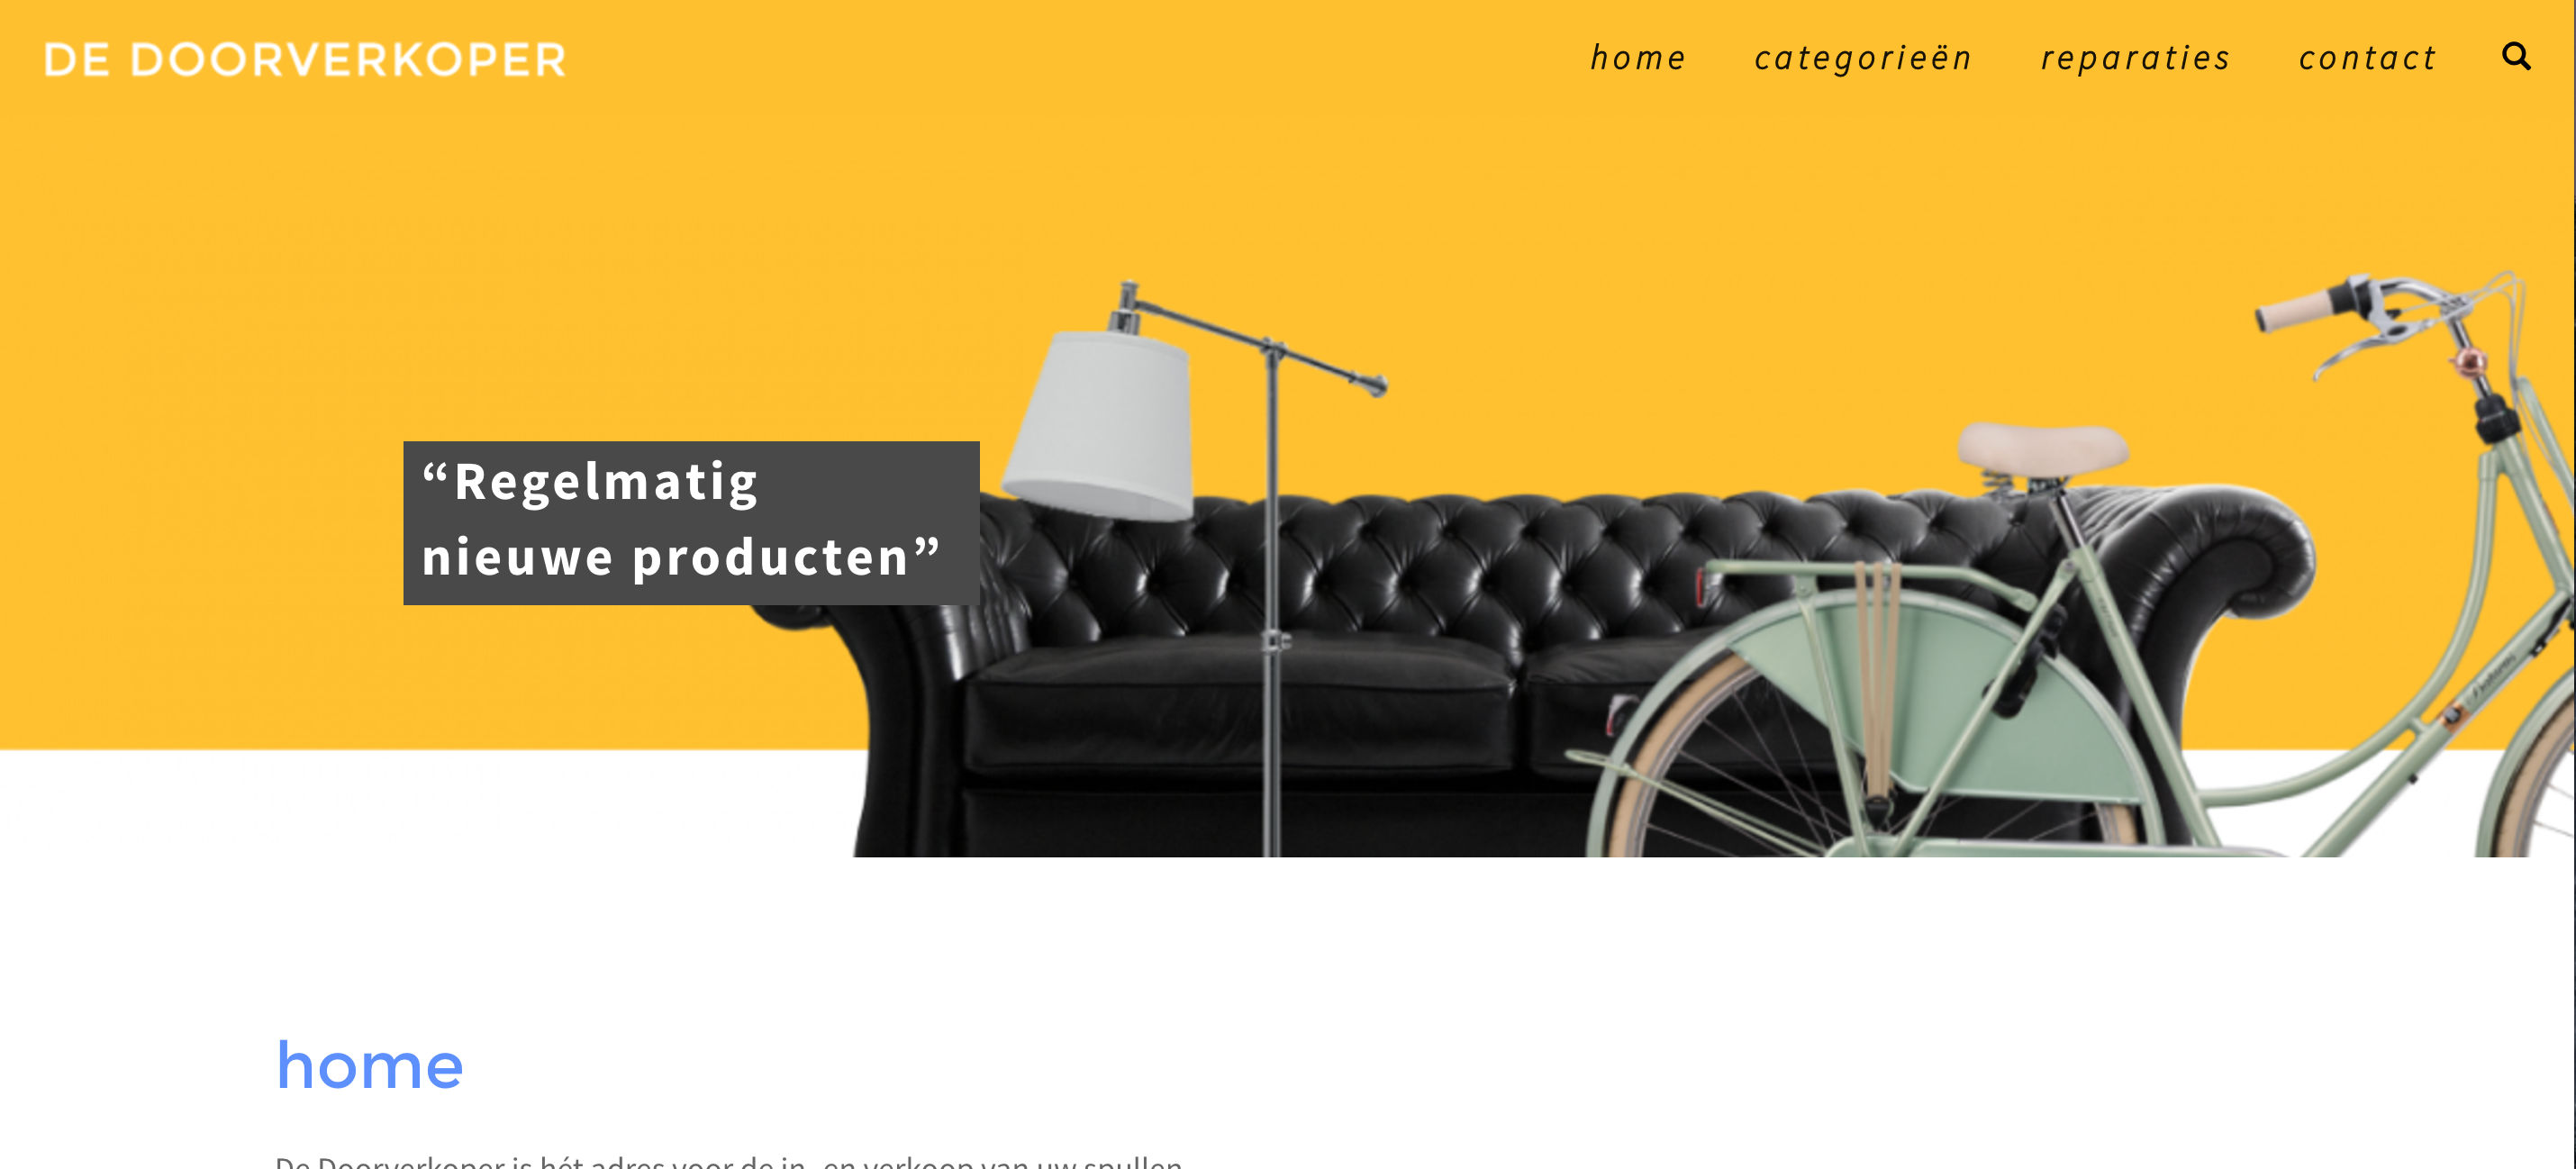 DE DOORVERKOPER
home categorieën reparaties contact
“Regelmatig
nieuwe producten”
home
De Doorverkoper is hét adres voor de in- en verkoop van uw spullen